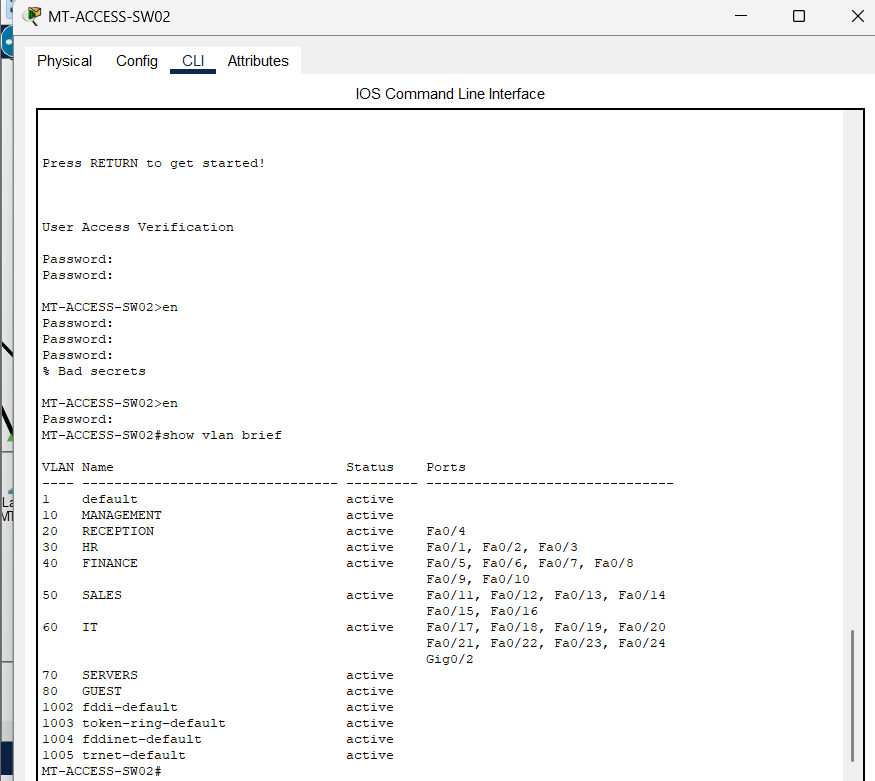 MT-ACCESS-SW02
Physical Config CLI Attributes
IOS Command Line Interface
Press RETURN to get started!
User Access Verification
Password:
Password:
MT-ACCESS-SW02>en
Password:
Password:
Password:
% Bad secrets
MT-ACCESS-SW02>en
Password:
MT-ACCESS-SW02#show vlan brief
VLAN Name                             Status    Ports
---- -------------------------------- --------- -------------------------------
1    default                          active
10   MANAGEMENT                       active
20   RECEPTION                        active    Fa0/4
30   HR                               active    Fa0/1, Fa0/2, Fa0/3
40   FINANCE                          active    Fa0/5, Fa0/6, Fa0/7, Fa0/8
                                                Fa0/9, Fa0/10
50   SALES                            active    Fa0/11, Fa0/12, Fa0/13, Fa0/14
                                                Fa0/15, Fa0/16
60   IT                               active    Fa0/17, Fa0/18, Fa0/19, Fa0/20
                                                Fa0/21, Fa0/22, Fa0/23, Fa0/24
                                                Gig0/2
70   SERVERS                          active
80   GUEST                            active
1002 fddi-default                     active
1003 token-ring-default               active
1004 fddinet-default                  active
1005 trnet-default                    active
MT-ACCESS-SW02#